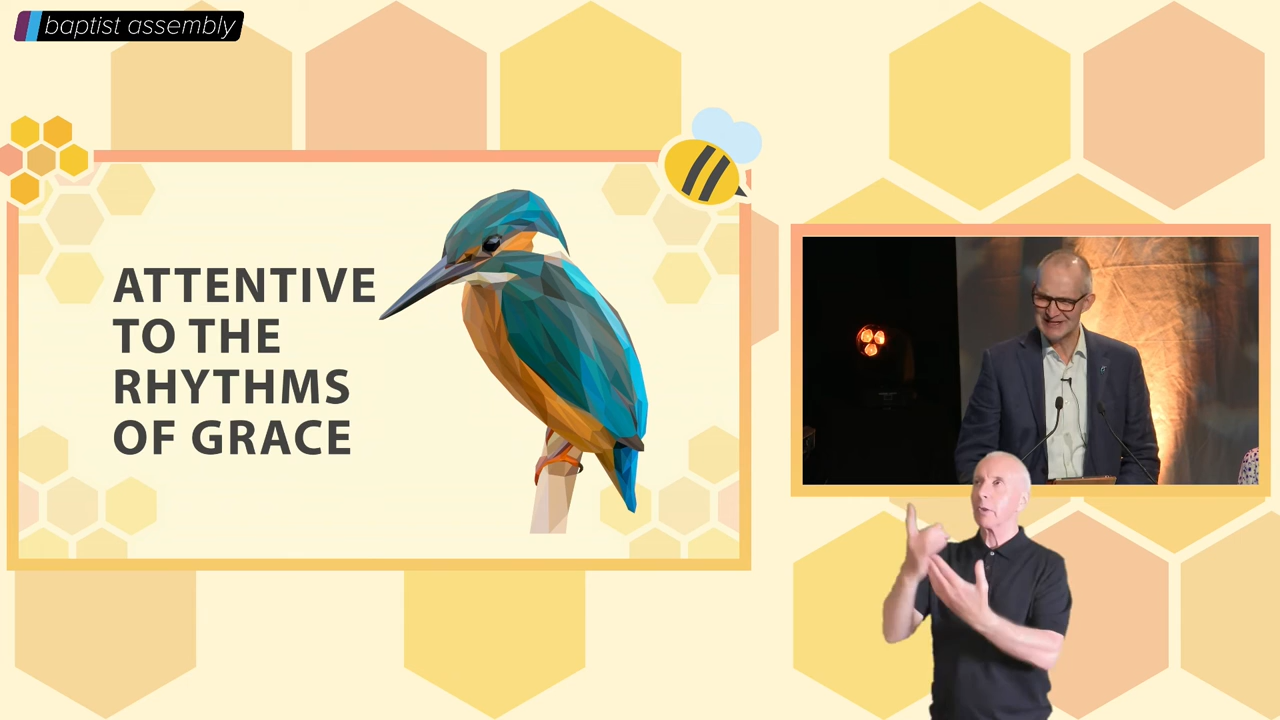 baptist assembly
ATTENTIVE
TO THE
RHYTHMS
OF GRACE